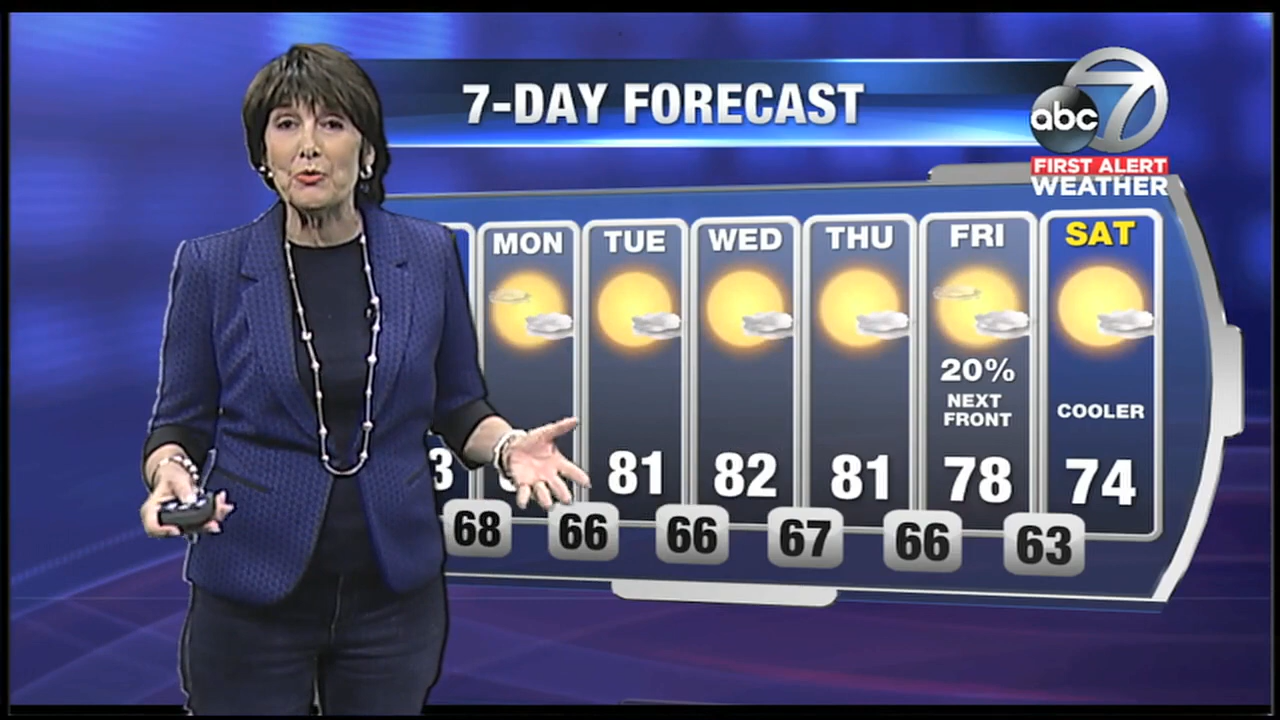 7-DAY FORECAST
abc 7
FIRST ALERT
WEATHER
MON TUE WED THU FRI SAT
20%
NEXT
FRONT
COOLER
3 81 82 81 78 74
68 66 66 67 66 63